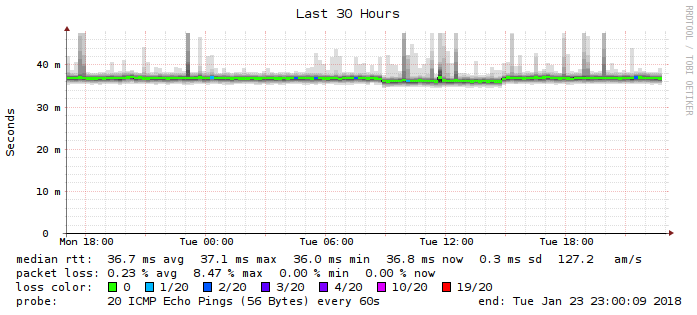 Last 30 Hours
RRDTOOL / TOBI OETIKER
Seconds
40 m
30 m
20 m
10 m
0
Mon 18:00 Tue 00:00 Tue 06:00 Tue 12:00 Tue 18:00
median rtt: 36.7 ms avg 37.1 ms max 36.0 ms min 36.8 ms now 0.3 ms sd 127.2 am/s
packet loss: 0.23 % avg 8.47 % max 0.00 % min 0.00 % now
loss color: 0 1/20 2/20 3/20 4/20 10/20 19/20
probe: 20 ICMP Echo Pings (56 Bytes) every 60s end: Tue Jan 23 23:00:09 2018